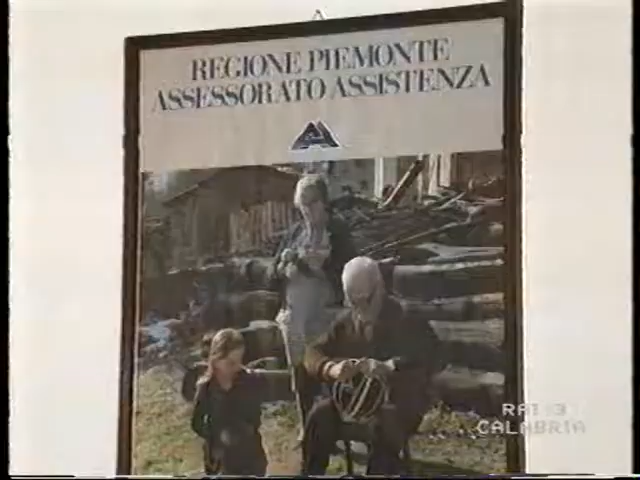 REGIONE PIEMONTE
ASSESSORATO ASSISTENZA
RAI 3
CALABRIA